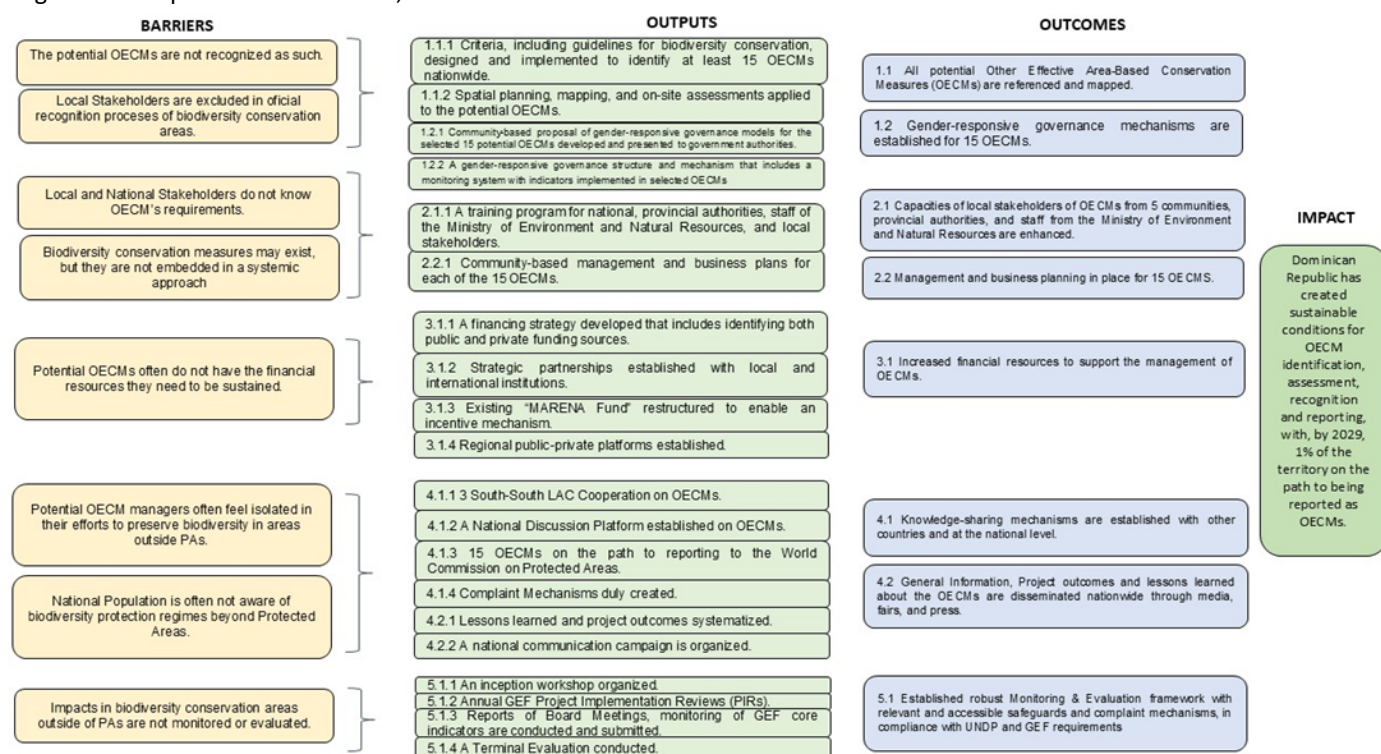 BARRIERS
The potential OECMs are not recognized as such.
Local Stakeholders are excluded in oficial
recognition proceses of biodiversity conservation
areas.
Local and National Stakeholders do not know
OECM's requirements.
Biodiversity conservation measures may exist,
but they are not embedded in a systemic
approach
Potential OECMs often do not have the financial
resources they need to be sustained.
Potential OECM managers often feel isolated in
their efforts to preserve biodiversity in areas
outside PAs.
National Population is often not aware of
biodiversity protection regimes beyond Protected
Areas.
Impacts in biodiversity conservation areas
outside of PAs are not monitored or evaluated.
OUTPUTS
1.1.1 Criteria, including guidelines for biodiversity conservation,
designed and implemented to identify at least 15 OECMs
nationwide.
1.1.2 Spatial planning, mapping, and on-site assessments applied
to the potential OECMs.
1.2.1 Community-based proposal of gender-responsive governance models for the
selected 15 potential OECMs developed and presented to government authorities.
1.2.2 A gender-responsive governance structure and mechanism that includes a
monitoring system with indicators implemented in selected OECMs
2.1.1 A training program for national, provincial authorities, staff of
the Ministry of Environment and Natural Resources, and local
stakeholders.
2.2.1 Community-based management and business plans for
each of the 15 OECMs.
3.1.1 A financing strategy developed that includes identifying both
public and private funding sources.
3.1.2 Strategic partnerships established with local and
international institutions.
3.1.3 Existing "MARENA Fund" restructured to enable an
incentive mechanism.
3.1.4 Regional public-private platforms established.
4.1.1 3 South-South LAC Cooperation on OECMs.
4.1.2 A National Discussion Platform established on OECMs.
4.1.3 15 OECMs on the path to reporting to the World
Commission on Protected Areas.
4.1.4 Complaint Mechanisms duly created.
4.2.1 Lessons learned and project outcomes systematized.
4.2.2 A national communication campaign is organized.
5.1.1 An inception workshop organized.
5.1.2 Annual GEF Project Implementation Reviews (PIRs).
5.1.3 Reports of Board Meetings, monitoring of GEF core
indicators are conducted and submitted.
5.1.4 A Terminal Evaluation conducted.
OUTCOMES
1.1 All potential Other Effective Area-Based Conservation
Measures (OECMs) are referenced and mapped.
1.2 Gender-responsive governance mechanisms are
established for 15 OECMs.
2.1 Capacities of local stakeholders of OECMs from 5 communities,
provincial authorities, and staff from the Ministry of Environment
and Natural Resources are enhanced.
2.2 Management and business planning in place for 15 OECMS.
3.1 Increased financial resources to support the management of
OECMs.
4.1 Knowledge-sharing mechanisms are established with other
countries and at the national level.
4.2 General Information, Project outcomes and lessons learned
about the OECMs are disseminated nationwide through media,
fairs, and press.
5.1 Established robust Monitoring & Evaluation framework with
relevant and accessible safeguards and complaint mechanisms, in
compliance with UNDP and GEF requirements
IMPACT
Dominican
Republic has
created
sustainable
conditions for
OECM
identification,
assessment,
recognition
and reporting,
with, by 2029,
1% of the
territory on the
path to being
reported as
OECMs.